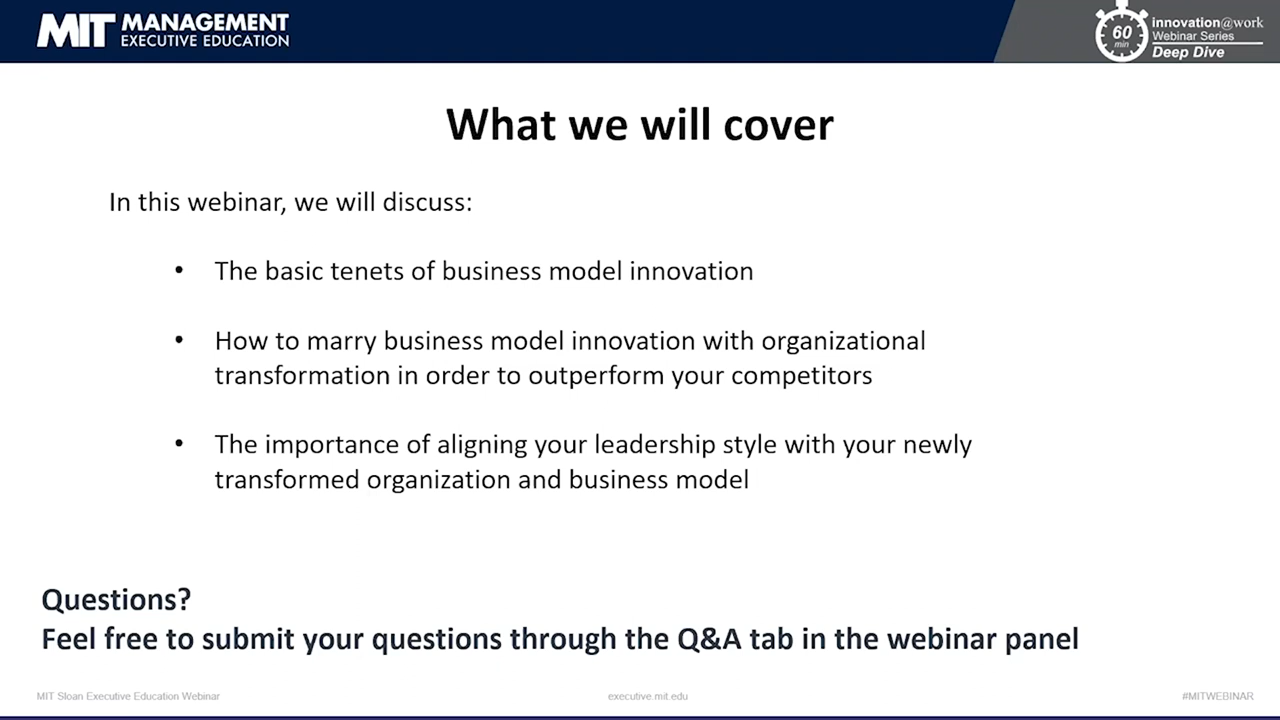 MIT MANAGEMENT
EXECUTIVE EDUCATION
60
min
innovation@work
Webinar Series
Deep Dive
What we will cover
In this webinar, we will discuss:
• The basic tenets of business model innovation
• How to marry business model innovation with organizational
transformation in order to outperform your competitors
• The importance of aligning your leadership style with your newly
transformed organization and business model
Questions?
Feel free to submit your questions through the Q&A tab in the webinar panel
MIT Sloan Executive Education Webinar
executive.mit.edu
#MITWEBINAR